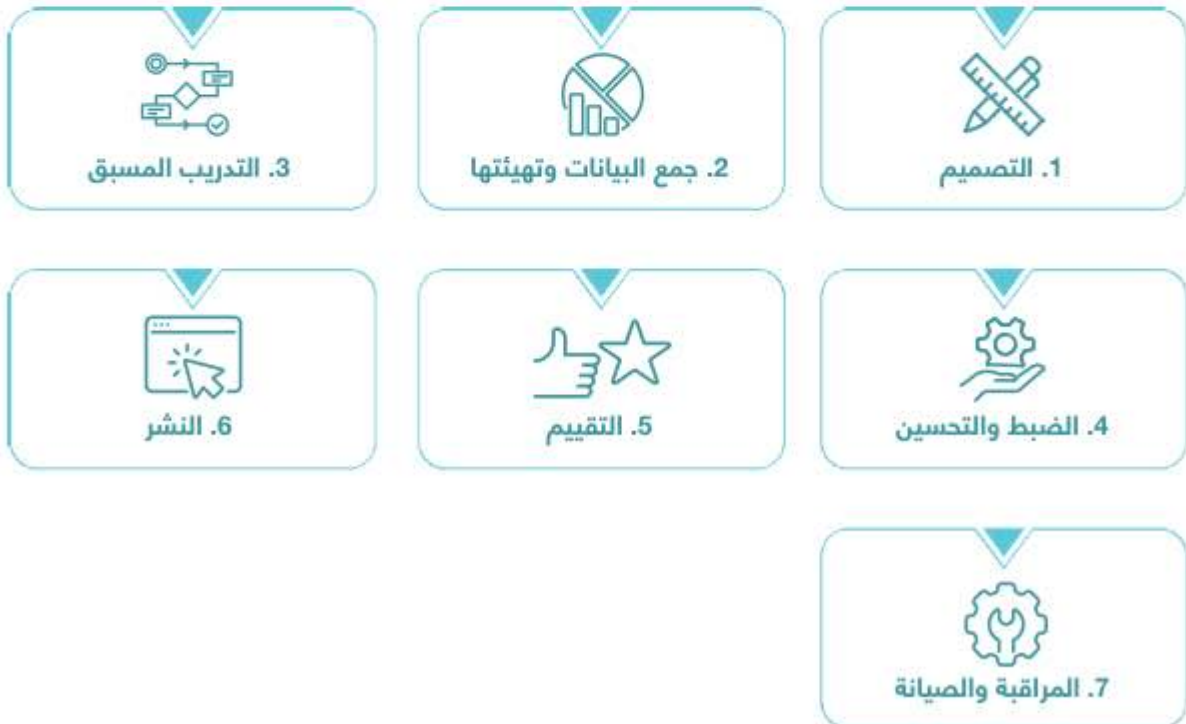 1. التصميم
2. جمع البيانات وتهيئتها
3. التدريب المسبق
4. الضبط والتحسين
5. التقييم
6. النشر
7. المراقبة والصيانة